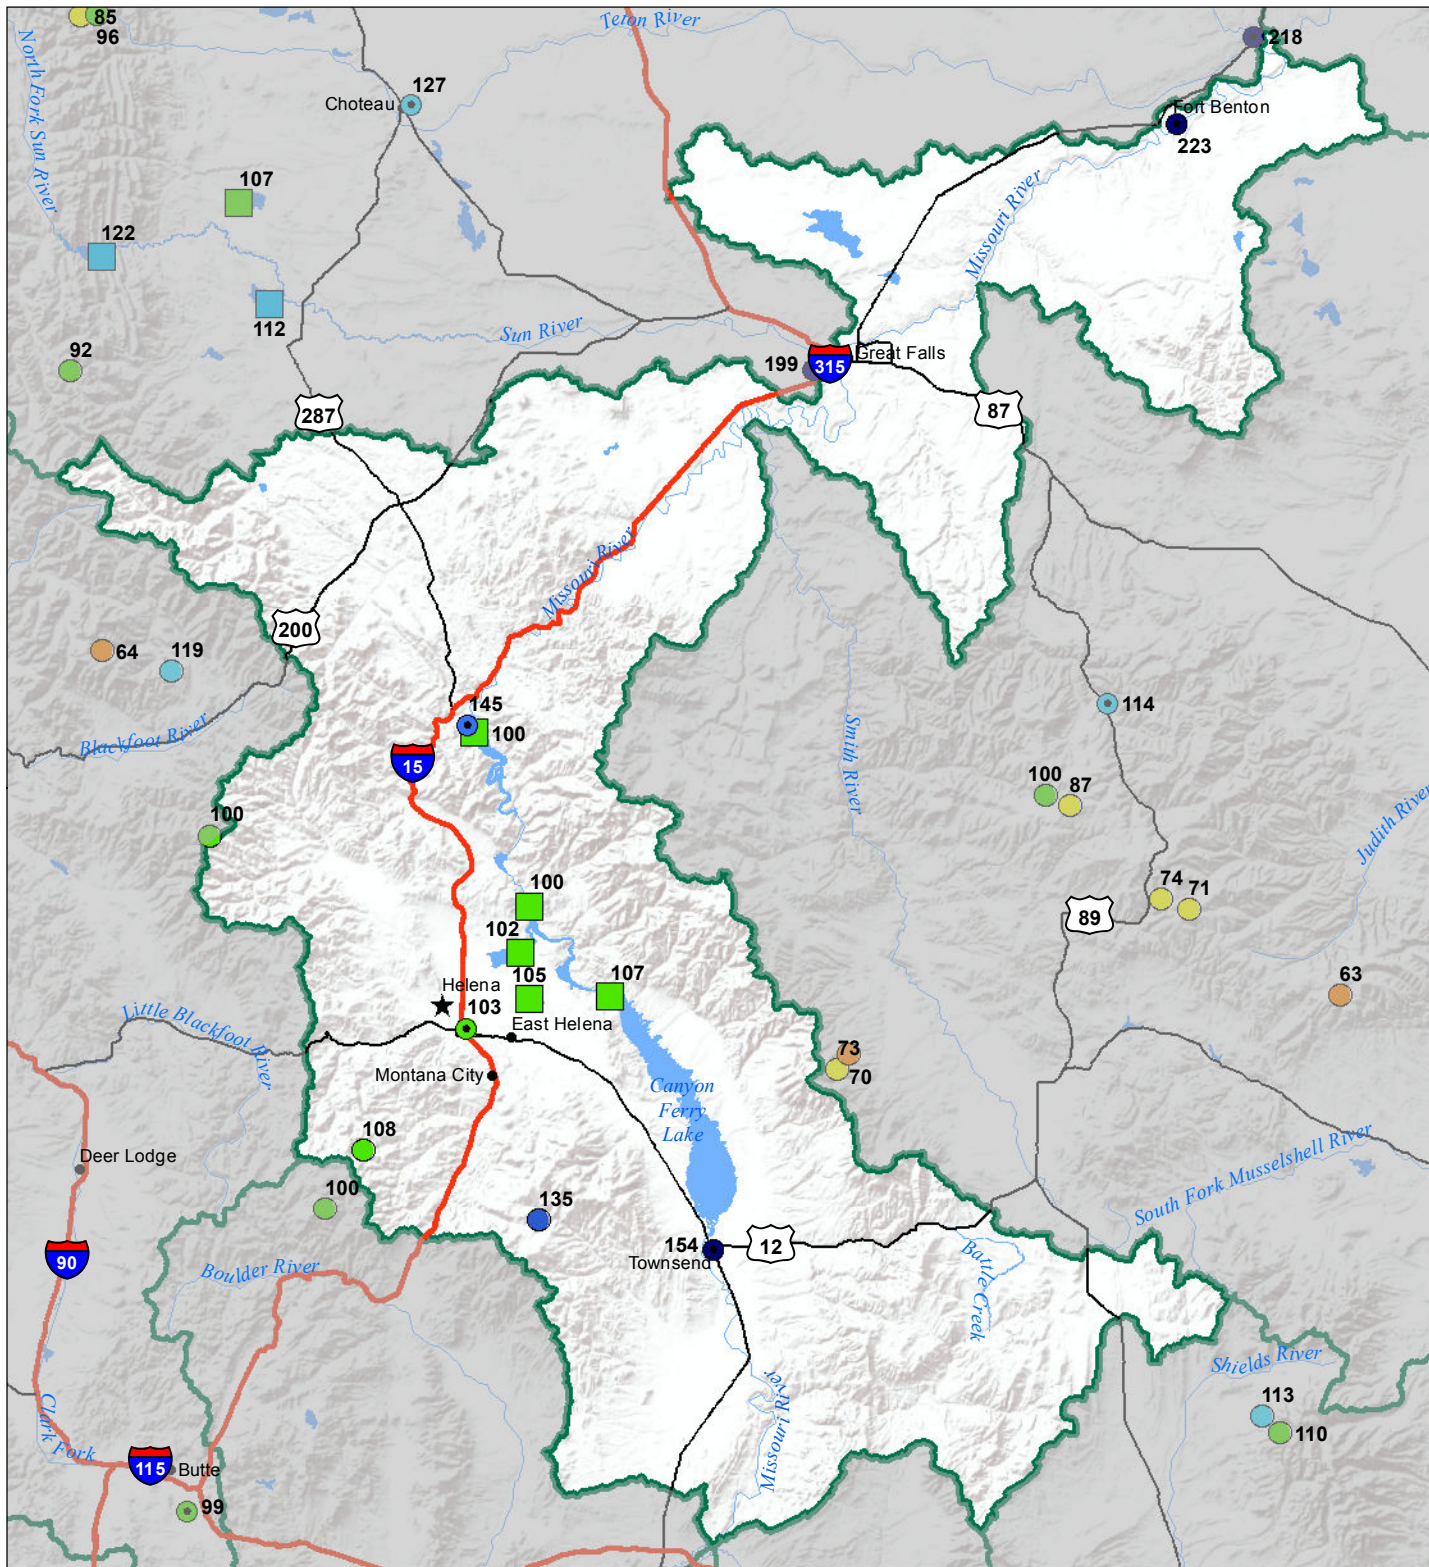 85
96
Teton River
218
North Fork Sun River
127
Choteau
Fort Benton
223
107
122
Missouri River
112
Sun River
92
199
315
Great Falls
287
87
Missouri River
200
64
119
145
114
100
Blackfoot River
Smith River
15
100
87
100
Judith River
100
74
71
89
102
105
107
63
Helena
103
East Helena
Little Blackfoot River
73
70
Montana City
Canyon
Ferry
Lake
108
Deer Lodge
100
135
South Fork Musselshell River
154
12
Townsend
90
Boulder River
Battle Creek
Shields River
Missouri River
113
110
Clark Fork
115
Butte
Missouri River
99